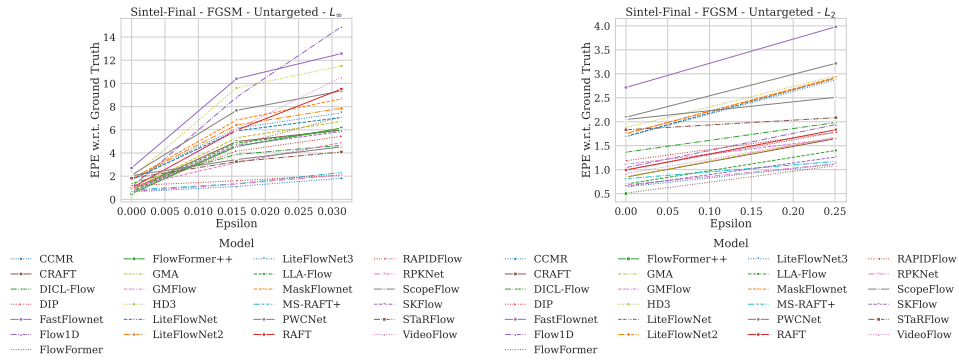 Sintel-Final - FGSM - Untargeted - L∞
EPE w.r.t. Ground Truth
14
12
10
8
6
4
2
0
0.000 0.005 0.010 0.015 0.020 0.025 0.030
Epsilon
Model
CCMR FlowFormer++ LiteFlowNet3 RAPIDFlow
CRAFT GMA LLA-Flow RPKNet
DICL-Flow GMFlow MaskFlownet ScopeFlow
DIP HD3 MS-RAFT+ SKFlow
FastFlownet LiteFlowNet PWCNet STaRFlow
Flow1D LiteFlowNet2 RAFT VideoFlow
FlowFormer
Sintel-Final - FGSM - Untargeted - L2
EPE w.r.t. Ground Truth
4.0
3.5
3.0
2.5
2.0
1.5
1.0
0.5
0.00 0.05 0.10 0.15 0.20 0.25
Epsilon
Model
CCMR FlowFormer++ LiteFlowNet3 RAPIDFlow
CRAFT GMA LLA-Flow RPKNet
DICL-Flow GMFlow MaskFlownet ScopeFlow
DIP HD3 MS-RAFT+ SKFlow
FastFlownet LiteFlowNet PWCNet STaRFlow
Flow1D LiteFlowNet2 RAFT VideoFlow
FlowFormer